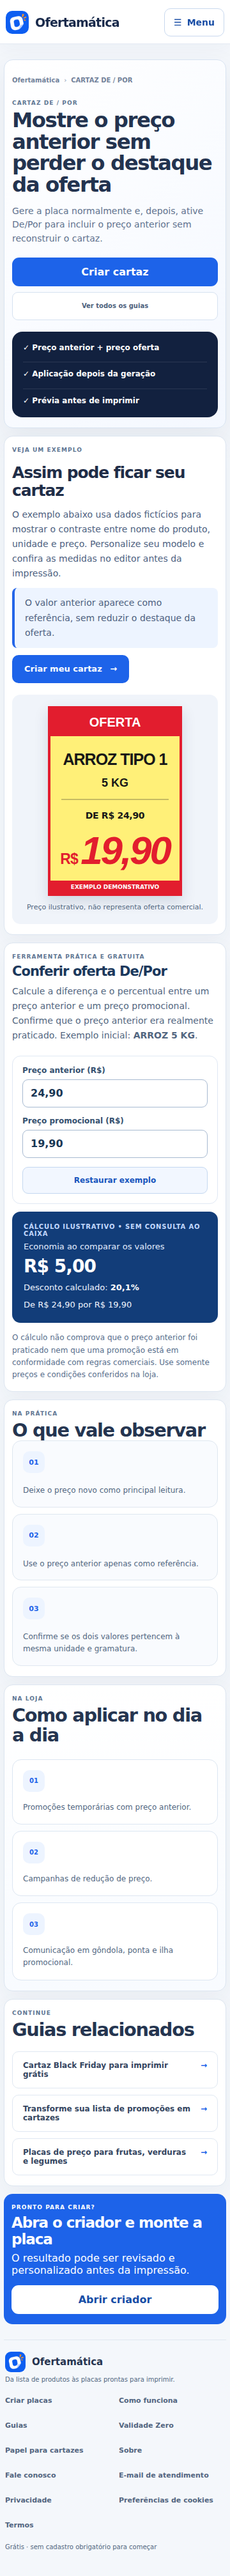 Ofertamática
☰ Menu
Ofertamática › CARTAZ DE / POR
CARTAZ DE / POR
Mostre o preço
anterior sem
perder o destaque
da oferta
Gere a placa normalmente e, depois, ative
De/Por para incluir o preço anterior sem
reconstruir o cartaz.
Criar cartaz
Ver todos os guias
✓ Preço anterior + preço oferta
✓ Aplicação depois da geração
✓ Prévia antes de imprimir
VEJA UM EXEMPLO
Assim pode ficar seu
cartaz
O exemplo abaixo usa dados fictícios para
mostrar o contraste entre nome do produto,
unidade e preço. Personalize seu modelo e
confira as medidas no editor antes da
impressão.
O valor anterior aparece como
referência, sem reduzir o destaque da
oferta.
Criar meu cartaz →
OFERTA
ARROZ TIPO 1
5 KG
DE R$ 24,90
R$ 19,90
EXEMPLO DEMONSTRATIVO
Preço ilustrativo, não representa oferta comercial.
FERRAMENTA PRÁTICA E GRATUITA
Conferir oferta De/Por
Calcule a diferença e o percentual entre um
preço anterior e um preço promocional.
Confirme que o preço anterior era realmente
praticado. Exemplo inicial: ARROZ 5 KG.
Preço anterior (R$)
24,90
Preço promocional (R$)
19,90
Restaurar exemplo
CÁLCULO ILUSTRATIVO • SEM CONSULTA AO
CAIXA
Economia ao comparar os valores
R$ 5,00
Desconto calculado: 20,1%
De R$ 24,90 por R$ 19,90
O cálculo não comprova que o preço anterior foi
praticado nem que uma promoção está em
conformidade com regras comerciais. Use somente
preços e condições conferidos na loja.
NA PRÁTICA
O que vale observar
01
Deixe o preço novo como principal leitura.
02
Use o preço anterior apenas como referência.
03
Confirme se os dois valores pertencem à
mesma unidade e gramatura.
NA LOJA
Como aplicar no dia
a dia
01
Promoções temporárias com preço anterior.
02
Campanhas de redução de preço.
03
Comunicação em gôndola, ponta e ilha
promocional.
CONTINUE
Guias relacionados
Cartaz Black Friday para imprimir
grátis →
Transforme sua lista de promoções em
cartazes →
Placas de preço para frutas, verduras
e legumes →
PRONTO PARA CRIAR?
Abra o criador e monte a
placa
O resultado pode ser revisado e
personalizado antes da impressão.
Abrir criador
Ofertamática
Da lista de produtos às placas prontas para imprimir.
Criar placas Como funciona
Guias Validade Zero
Papel para cartazes Sobre
Fale conosco E-mail de atendimento
Privacidade Preferências de cookies
Termos
Grátis · sem cadastro obrigatório para começar